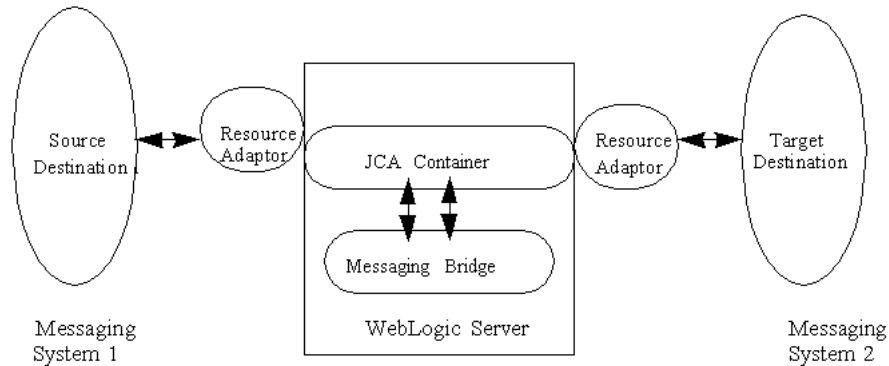 Source
Destination
Resource
Adaptor
JCA Container
Messaging Bridge
WebLogic Server
Resource
Adaptor
Target
Destination
Messaging
System 1
Messaging
System 2